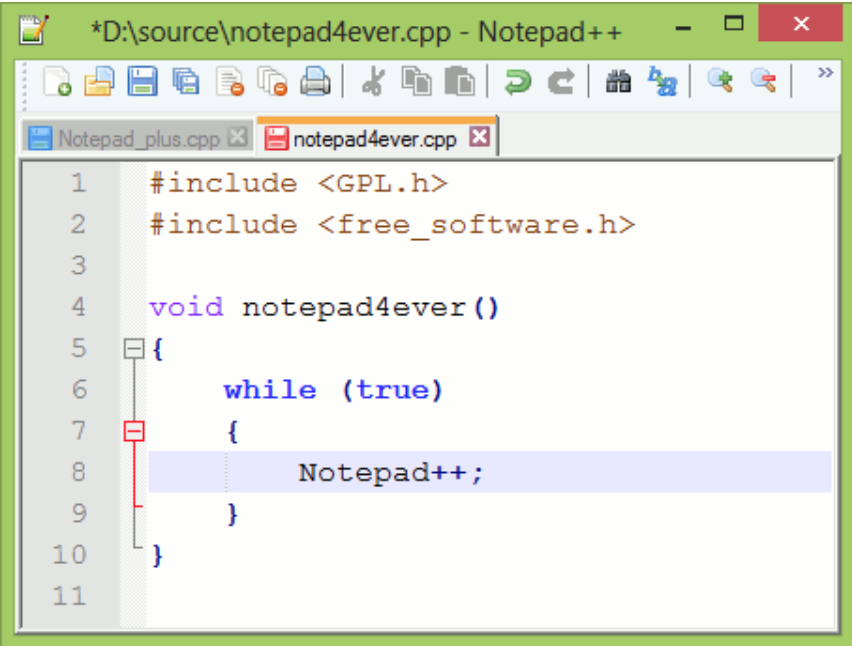 *D:\source\notepad4ever.cpp - Notepad++
Notepad_plus.cpp notepad4ever.cpp
1 #include <GPL.h>
2 #include <free_software.h>
3
4 void notepad4ever()
5 {
6 while (true)
7 {
8 Notepad++;
9 }
10 }
11